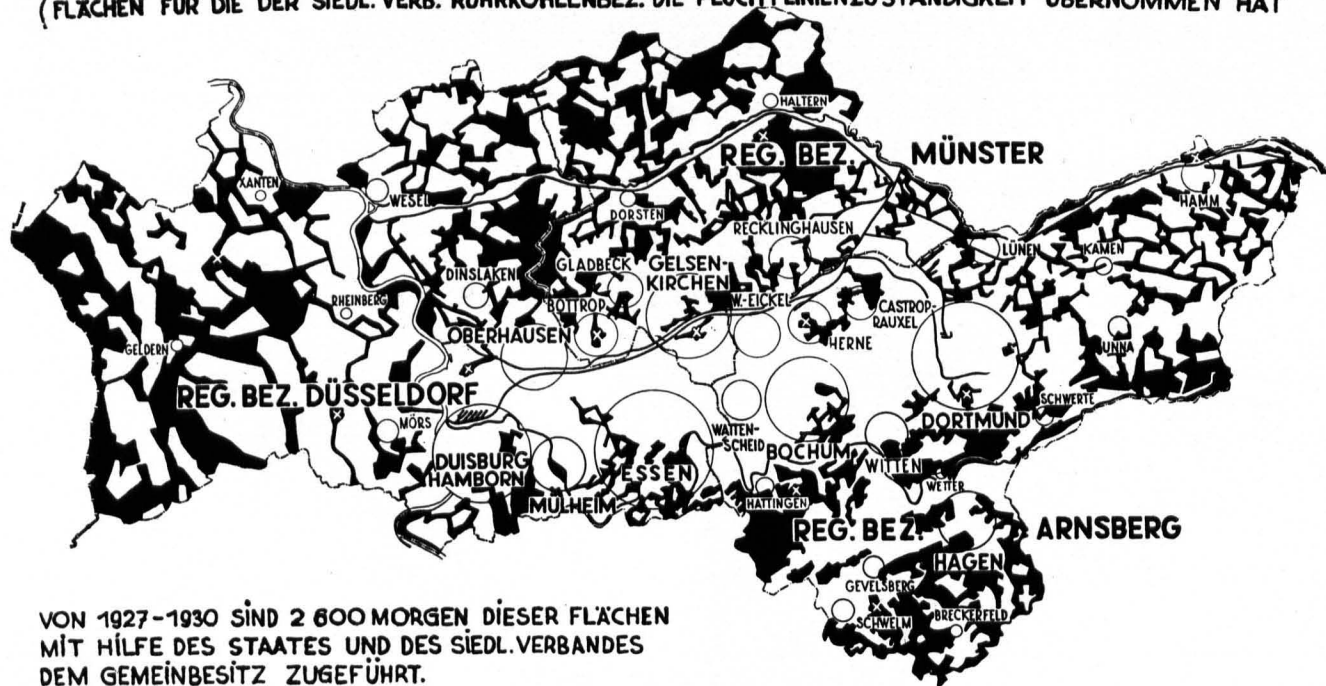 (FLÄCHEN FÜR DIE DER SIEDL. VERB. RUHRKOHLENBEZ. DIE FLUCHTLINIENZUSTÄNDIGKEIT ÜBERNOMMEN HAT
HALTERN
REG. BEZ. MÜNSTER
XANTEN
WESEL
DORSTEN
HAMM
RECKLINGHAUSEN
LÜNEN
KAMEN
DINSLAKEN
GLADBECK
GELSEN-
KIRCHEN
RHEINBERG
BOTTROP
W.-EICKEL
CASTROP-
RAUXEL
OBERHAUSEN
HERNE
GELDERN
UNNA
REG. BEZ. DÜSSELDORF
SCHWERTE
MÖRS
WATTEN-
SCHEID
DORTMUND
BOCHUM
DUISBURG
HAMBORN
ESSEN
WITTEN
WETTER
MÜLHEIM
HATTINGEN
REG. BEZ. ARNSBERG
HAGEN
GEVELSBERG
SCHWELM
BRECKERFELD
VON 1927-1930 SIND 2 600 MORGEN DIESER FLÄCHEN
MIT HILFE DES STAATES UND DES SIEDL. VERBANDES
DEM GEMEINBESITZ ZUGEFÜHRT.